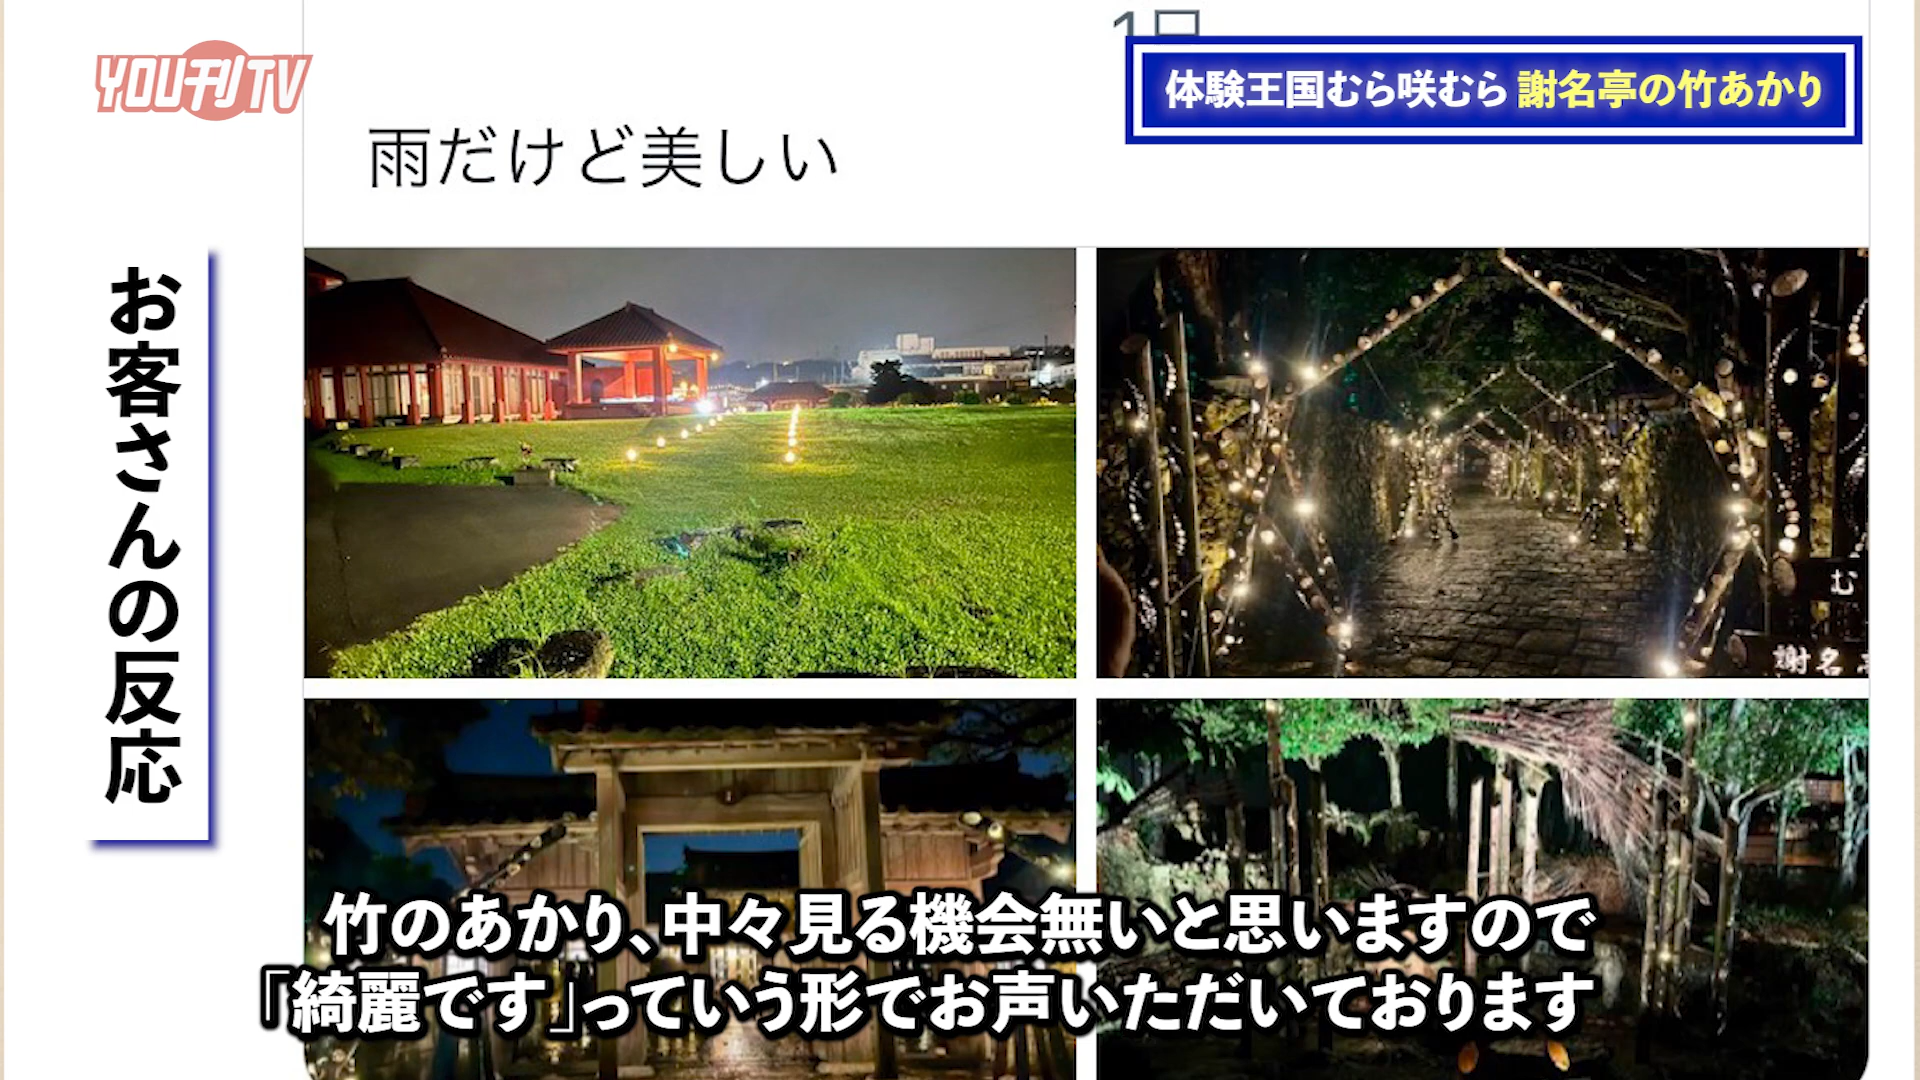 YOU刊TV
体験王国むら咲むら 謝名亭の竹あかり
雨だけど美しい
お客さんの反応
む
謝名
竹のあかり、中々見る機会無いと思いますので
「綺麗です」っていう形でお声いただいております